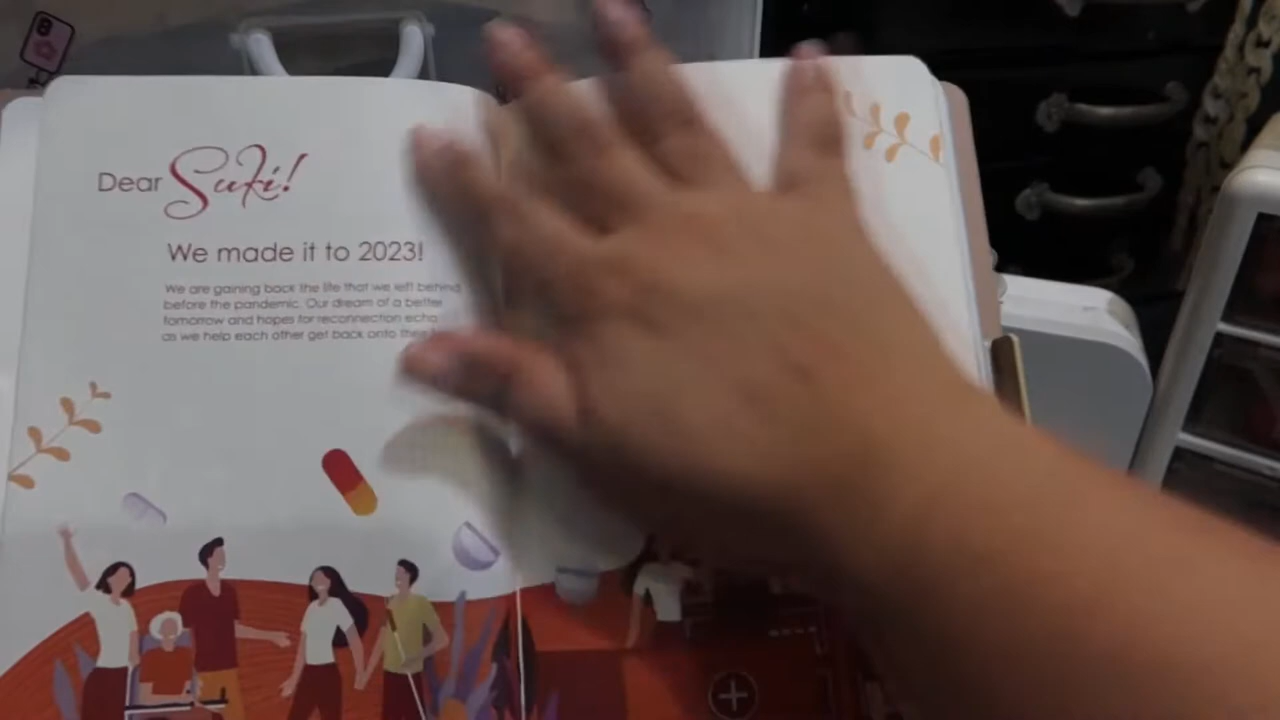 Dear Suki!
We made it to 2023!
We are gaining back the life that we left behind
before the pandemic. Our dream of a better
tomorrow and hopes for reconnection echo
as we help each other get back onto
B